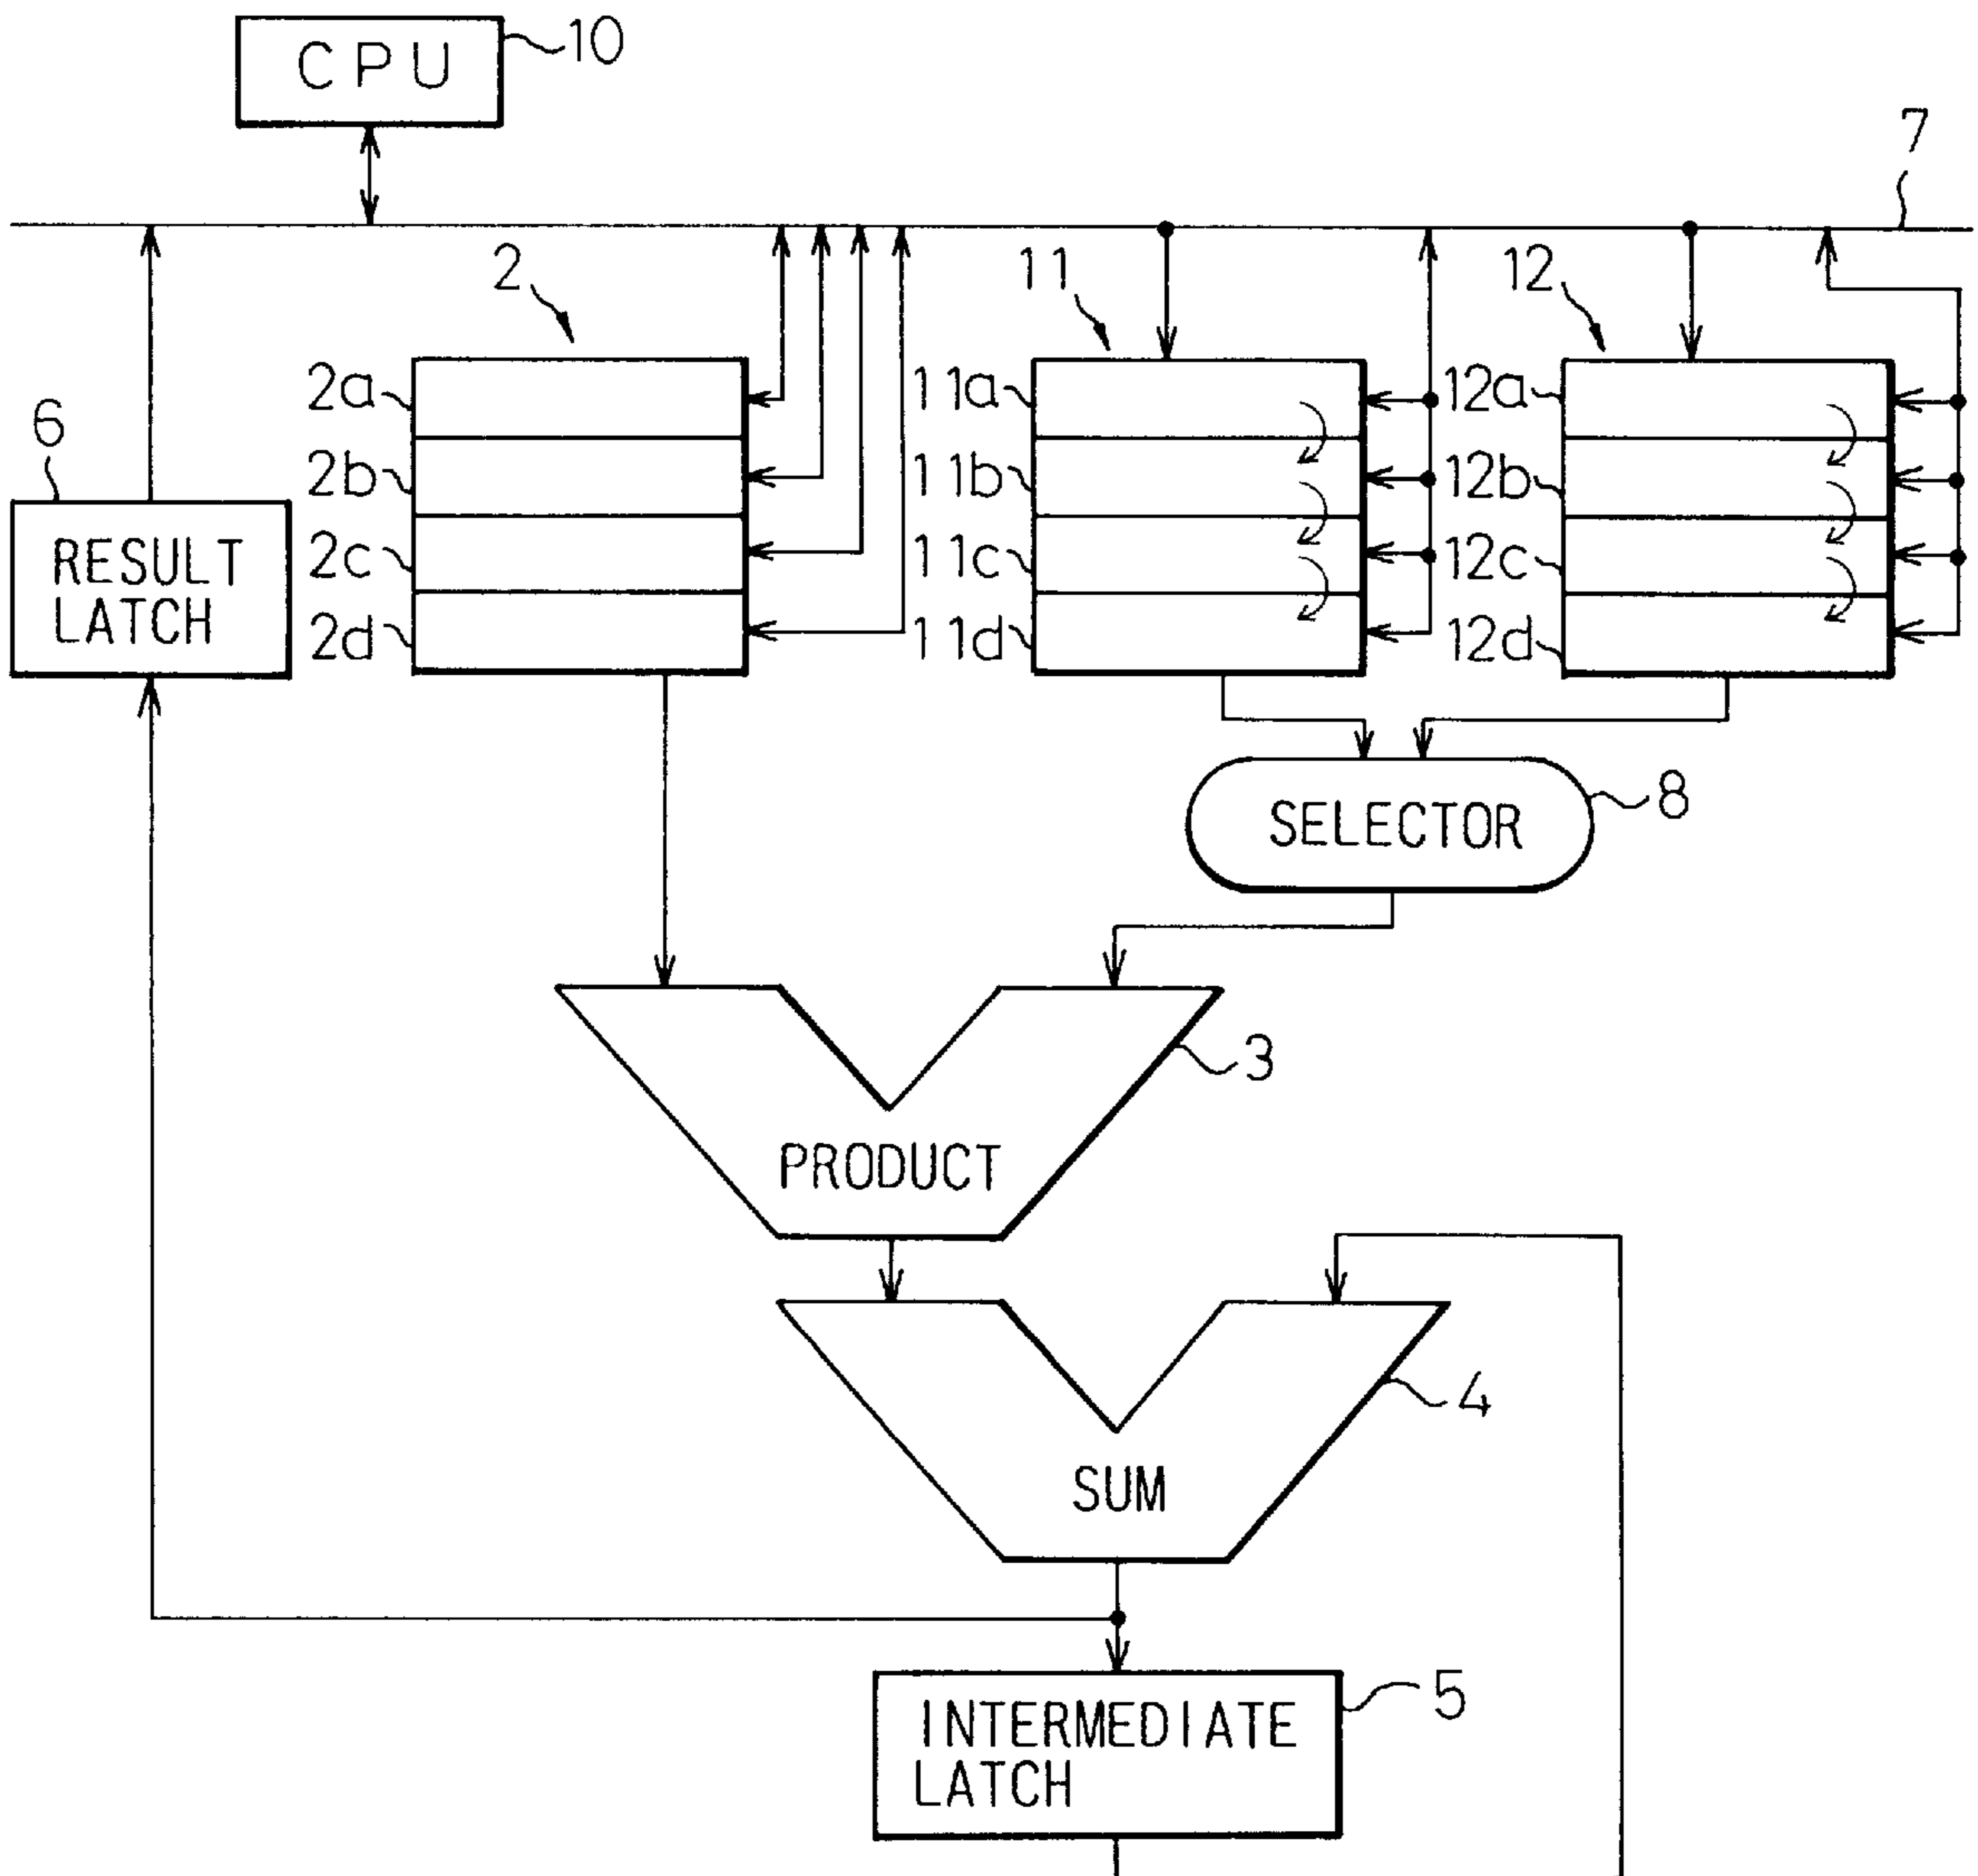 CPU
10
7
2
11
12
2a
11a
12a
6
2b
11b
12b
RESULT
LATCH
2c
11c
12c
2d
11d
12d
SELECTOR
8
3
PRODUCT
4
SUM
5
INTERMEDIATE
LATCH